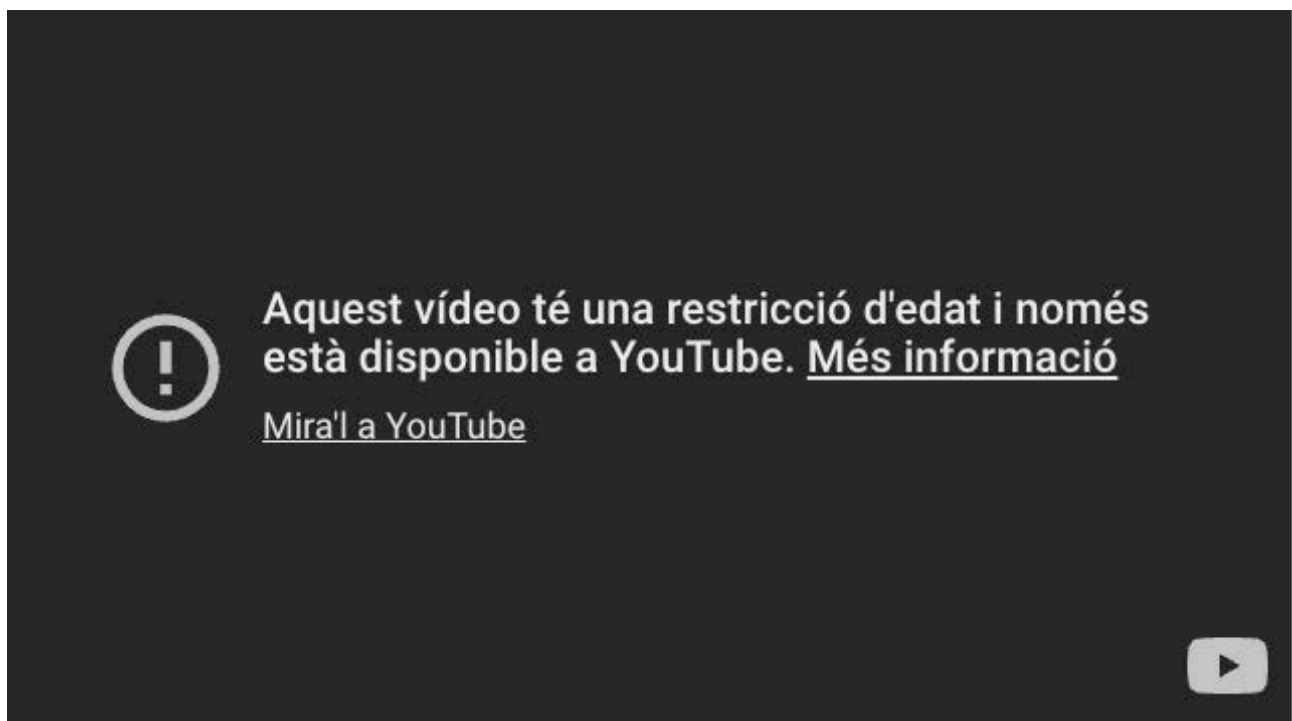 Aquest vídeo té una restricció d'edat i només
està disponible a YouTube. Més informació
Mira'l a YouTube